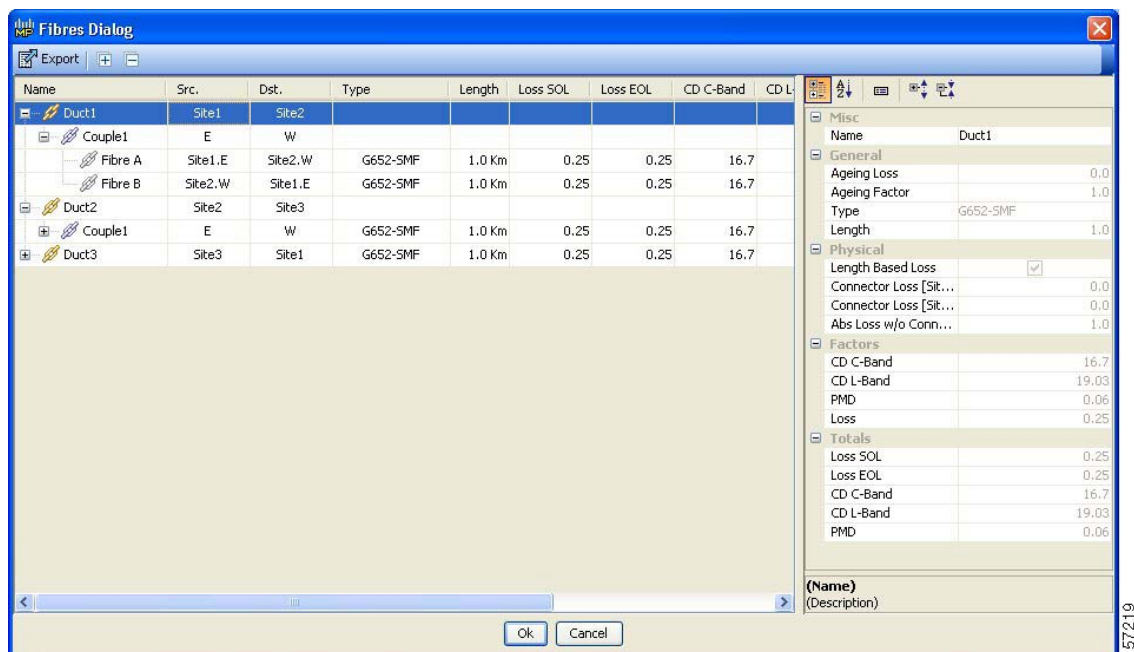 MP Fibres Dialog
Export
Name Src. Dst. Type Length Loss SOL Loss EOL CD C-Band CD L-
Duct1 Site1 Site2
Couple1 E W
Fibre A Site1.E Site2.W G652-SMF 1.0 Km 0.25 0.25 16.7
Fibre B Site2.W Site1.E G652-SMF 1.0 Km 0.25 0.25 16.7
Duct2 Site2 Site3
Couple1 E W G652-SMF 1.0 Km 0.25 0.25 16.7
Duct3 Site3 Site1 G652-SMF 1.0 Km 0.25 0.25 16.7
Misc
Name Duct1
General
Ageing Loss 0.0
Ageing Factor 1.0
Type G652-SMF
Length 1.0
Physical
Length Based Loss
Connector Loss [Sit... 0.0
Connector Loss [Sit... 0.0
Abs Loss w/o Conn... 1.0
Factors
CD C-Band 16.7
CD L-Band 19.03
PMD 0.06
Loss 0.25
Totals
Loss SOL 0.25
Loss EOL 0.25
CD C-Band 16.7
CD L-Band 19.03
PMD 0.06
(Name)
(Description)
Ok Cancel
57219